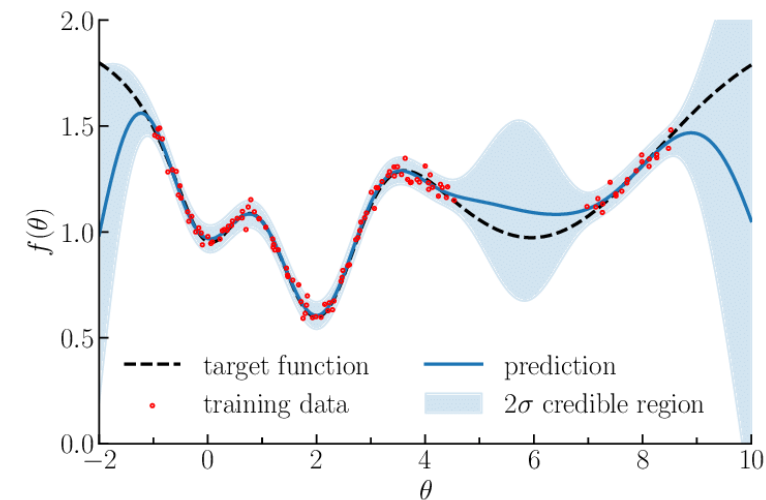 2.0
1.5
1.0
0.5
0.0
f(θ)
target function
prediction
training data
2σ credible region
−2
0
2
4
6
8
10
θ